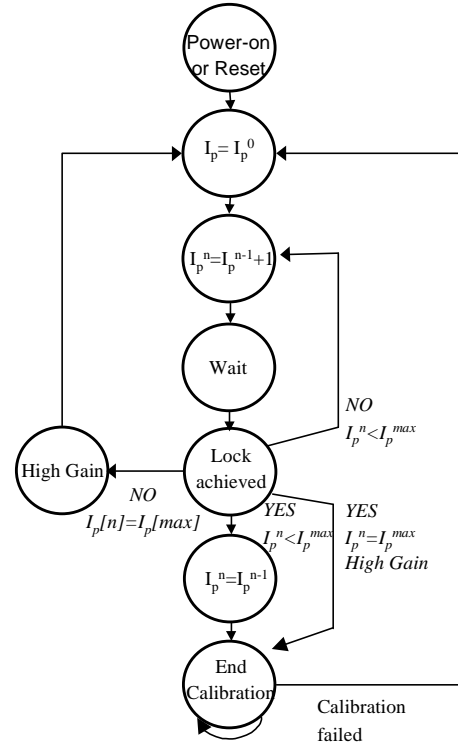 Power-on
or Reset
I_p = I_p^0
I_p^n=I_p^{n-1}+1
Wait
NO
I_p^n<I_p^{max}
Lock
achieved
High Gain
NO
I_p[n]=I_p[max]
YES
I_p^n<I_p^{max}
YES
I_p^n=I_p^{max}
High Gain
I_p^n=I_p^{n-1}
End
Calibration
Calibration
failed